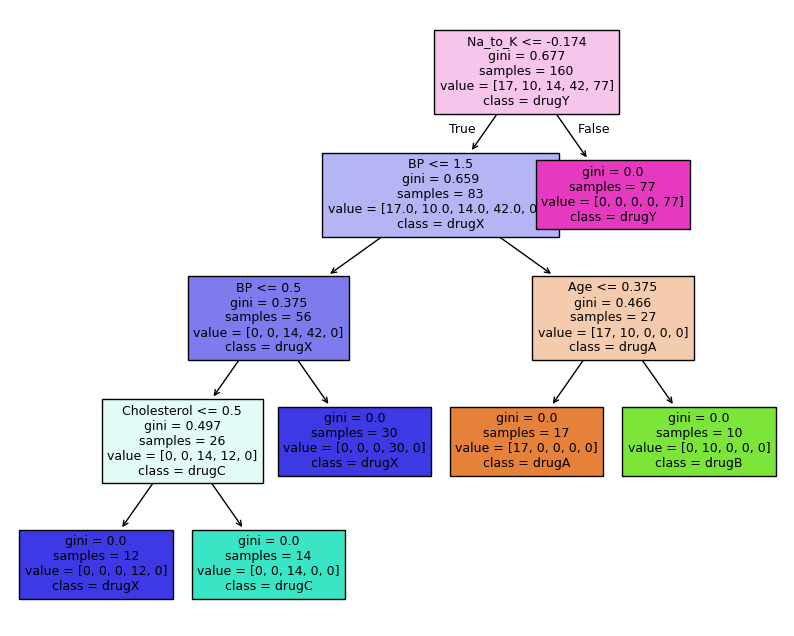 Na_to_K <= -0.174
gini = 0.677
samples = 160
value = [17, 10, 14, 42, 77]
class = drugY
True
False
BP <= 1.5
gini = 0.659
samples = 83
value = [17.0, 10.0, 14.0, 42.0, 0
class = drugX
gini = 0.0
samples = 77
value = [0, 0, 0, 0, 77]
class = drugY
BP <= 0.5
gini = 0.375
samples = 56
value = [0, 0, 14, 42, 0]
class = drugX
Age <= 0.375
gini = 0.466
samples = 27
value = [17, 10, 0, 0, 0]
class = drugA
Cholesterol <= 0.5
gini = 0.497
samples = 26
value = [0, 0, 14, 12, 0]
class = drugC
gini = 0.0
samples = 30
value = [0, 0, 0, 30, 0]
class = drugX
gini = 0.0
samples = 17
value = [17, 0, 0, 0, 0]
class = drugA
gini = 0.0
samples = 10
value = [0, 10, 0, 0, 0]
class = drugB
gini = 0.0
samples = 12
value = [0, 0, 0, 12, 0]
class = drugX
gini = 0.0
samples = 14
value = [0, 0, 14, 0, 0]
class = drugC